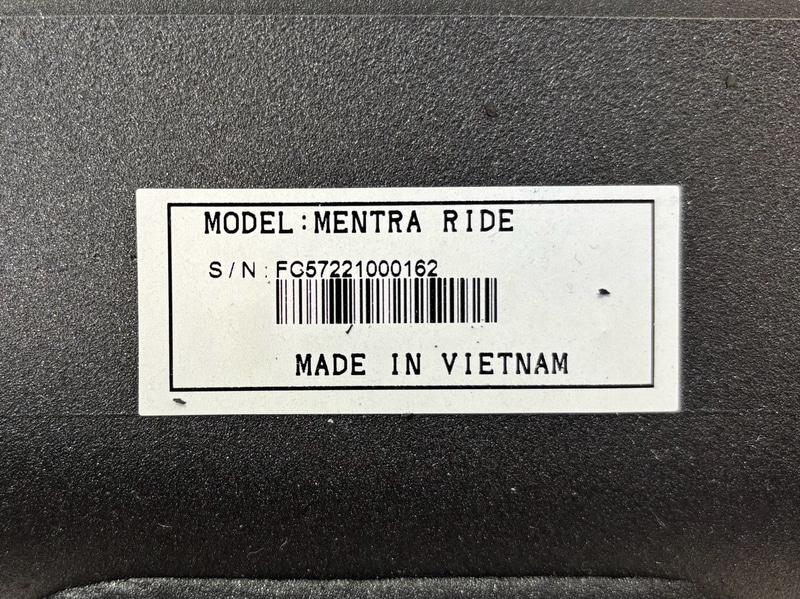 MODEL:MENTRA RIDE
S/N: FC57221000162
MADE IN VIETNAM